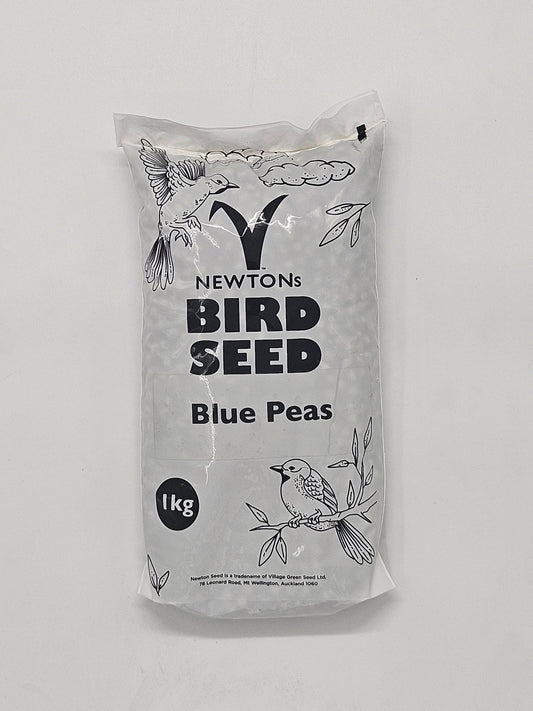 NEWTONs
BIRD
SEED
Blue Peas
1kg
Newton Seed is a tradename of Village Green Seed Ltd,
78 Leonard Road, Mt Wellington, Auckland 1060